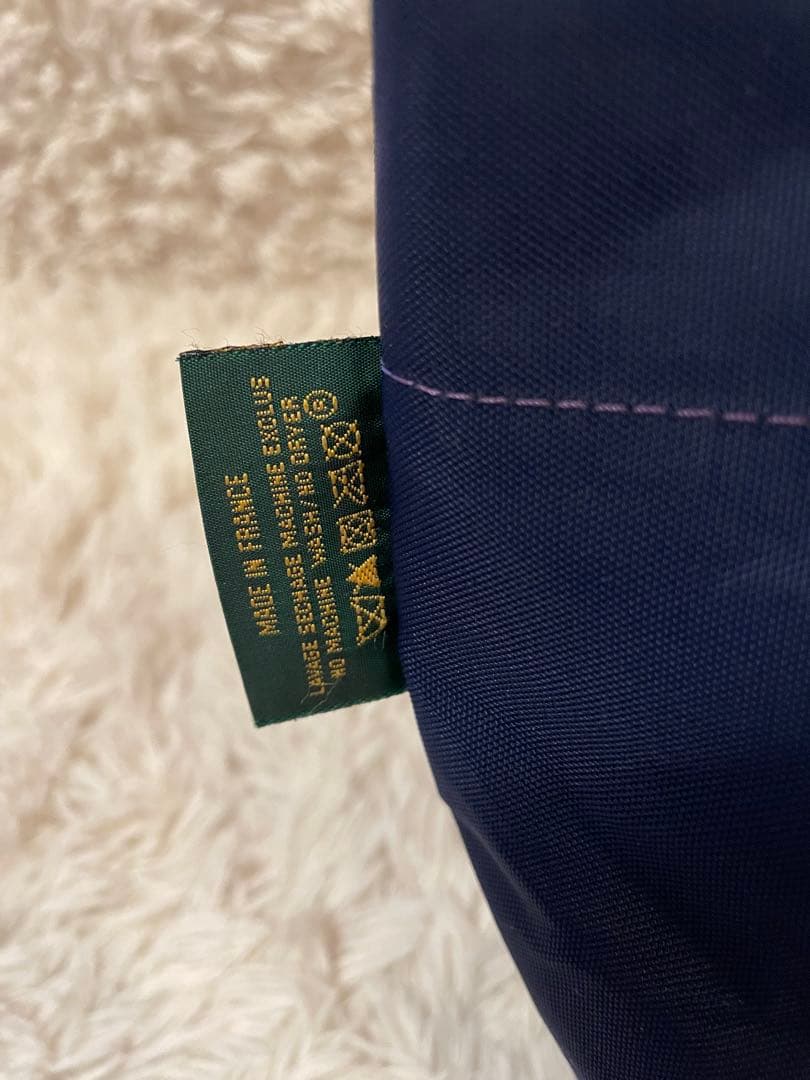 MADE IN FRANCE
LAVAGE SECHAGE MACHINE EXCLUS
NO MACHINE WASH/NO DRYER
®